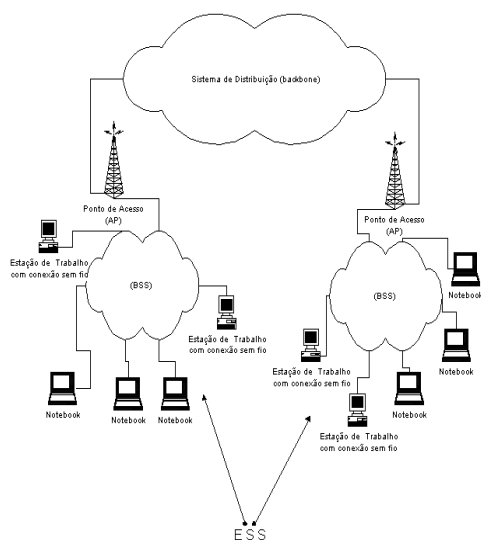 Sistema de Distribuição (backbone)
Ponto de Acesso
(AP)
Ponto de Acesso
(AP)
Estação de Trabalho
com conexão sem fio
(BSS)
Estação de Trabalho
com conexão sem fio
Notebook
Notebook
Notebook
(BSS)
Notebook
Notebook
Estação de Trabalho
com conexão sem fio
Notebook
Estação de Trabalho
com conexão sem fio
ESS